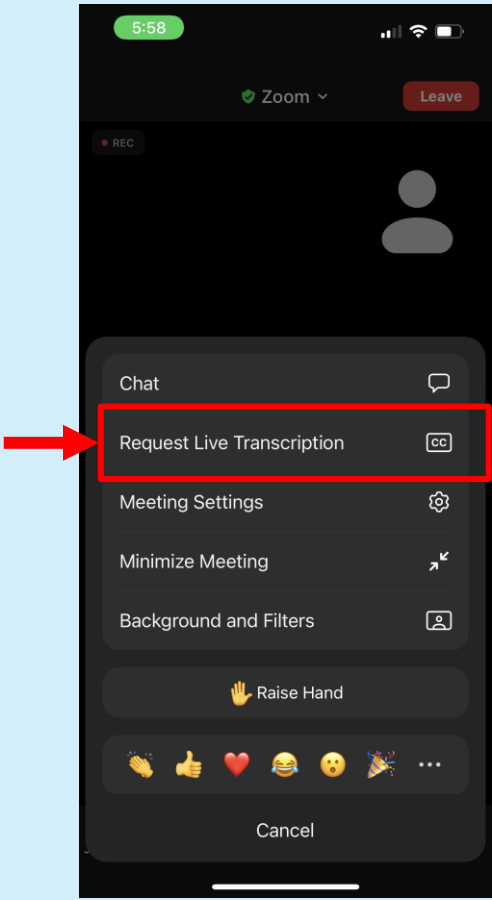 5:58
Zoom
Leave
REC
Chat
Request Live Transcription
CC
Meeting Settings
Minimize Meeting
Background and Filters
Raise Hand
Cancel